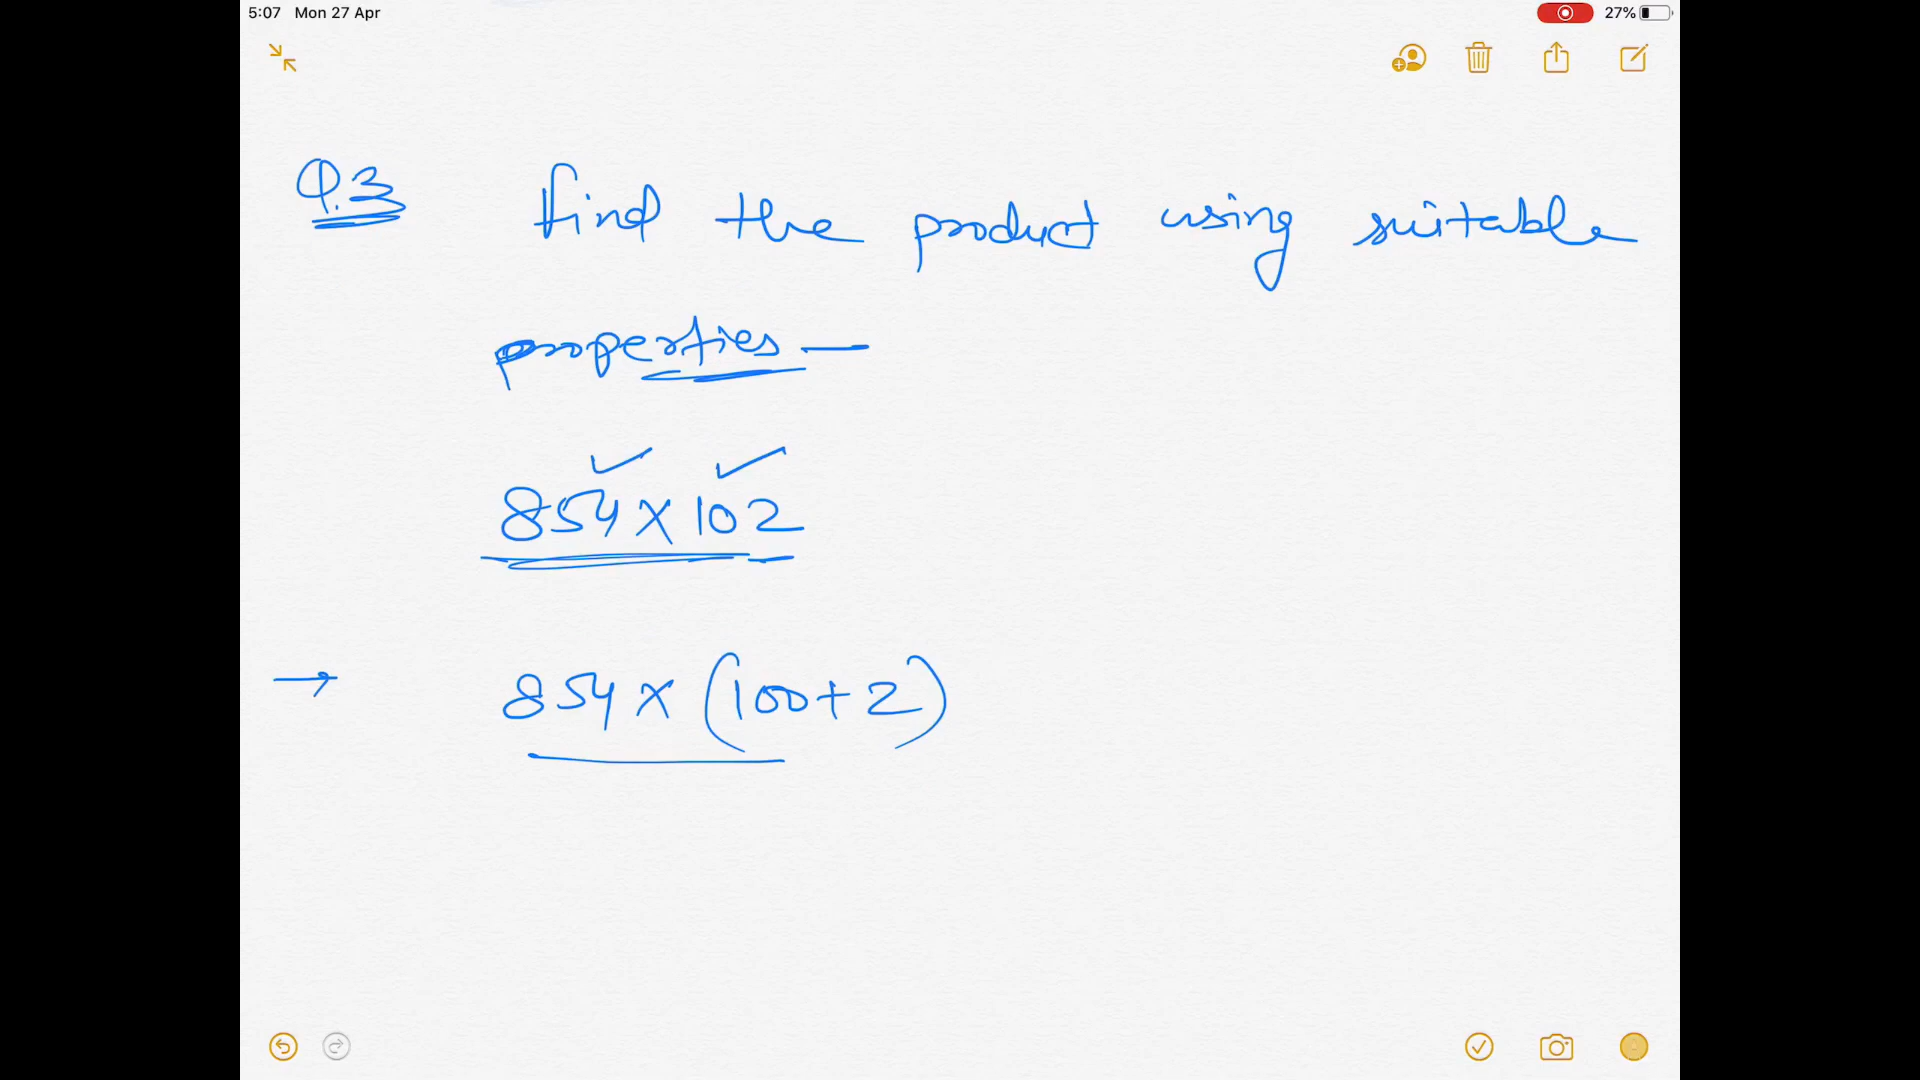 5:07 Mon 27 Apr
27%
Q.3 find the product using suitable
properties —
854 × 102
→ 854 × (100 + 2)